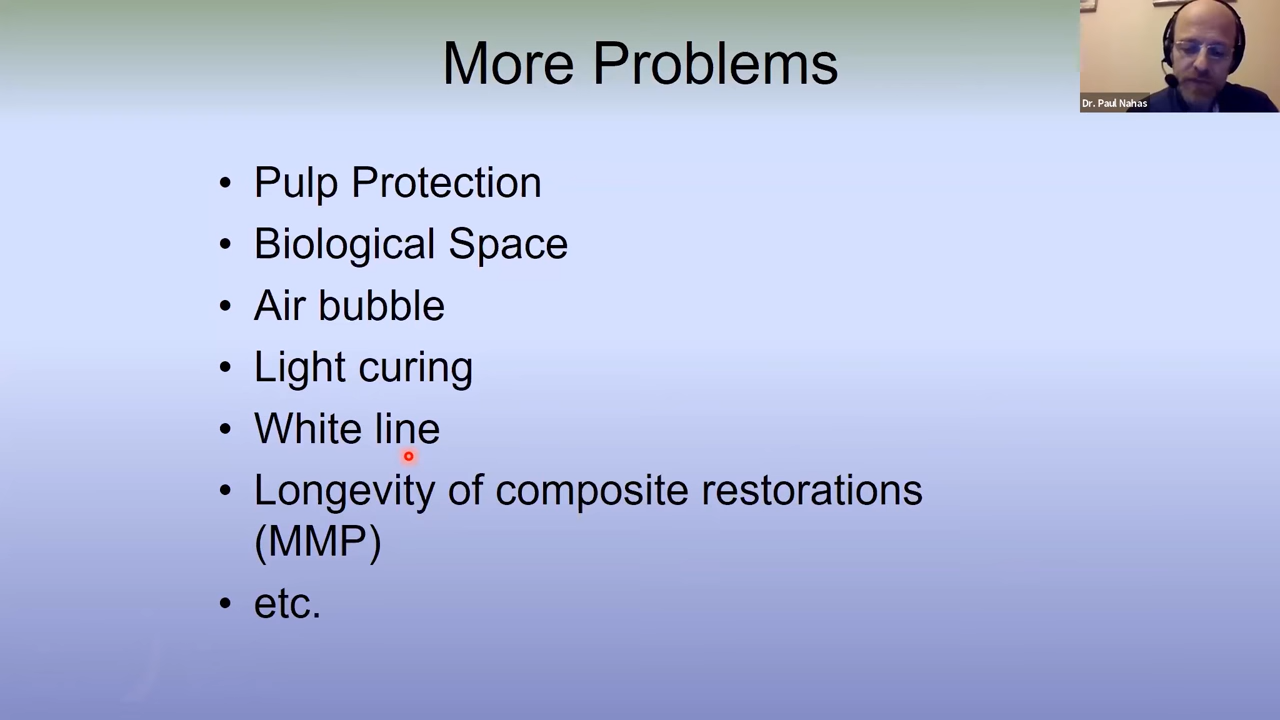 More Problems
Dr. Paul Nahas
• Pulp Protection
• Biological Space
• Air bubble
• Light curing
• White line
• Longevity of composite restorations
(MMP)
• etc.